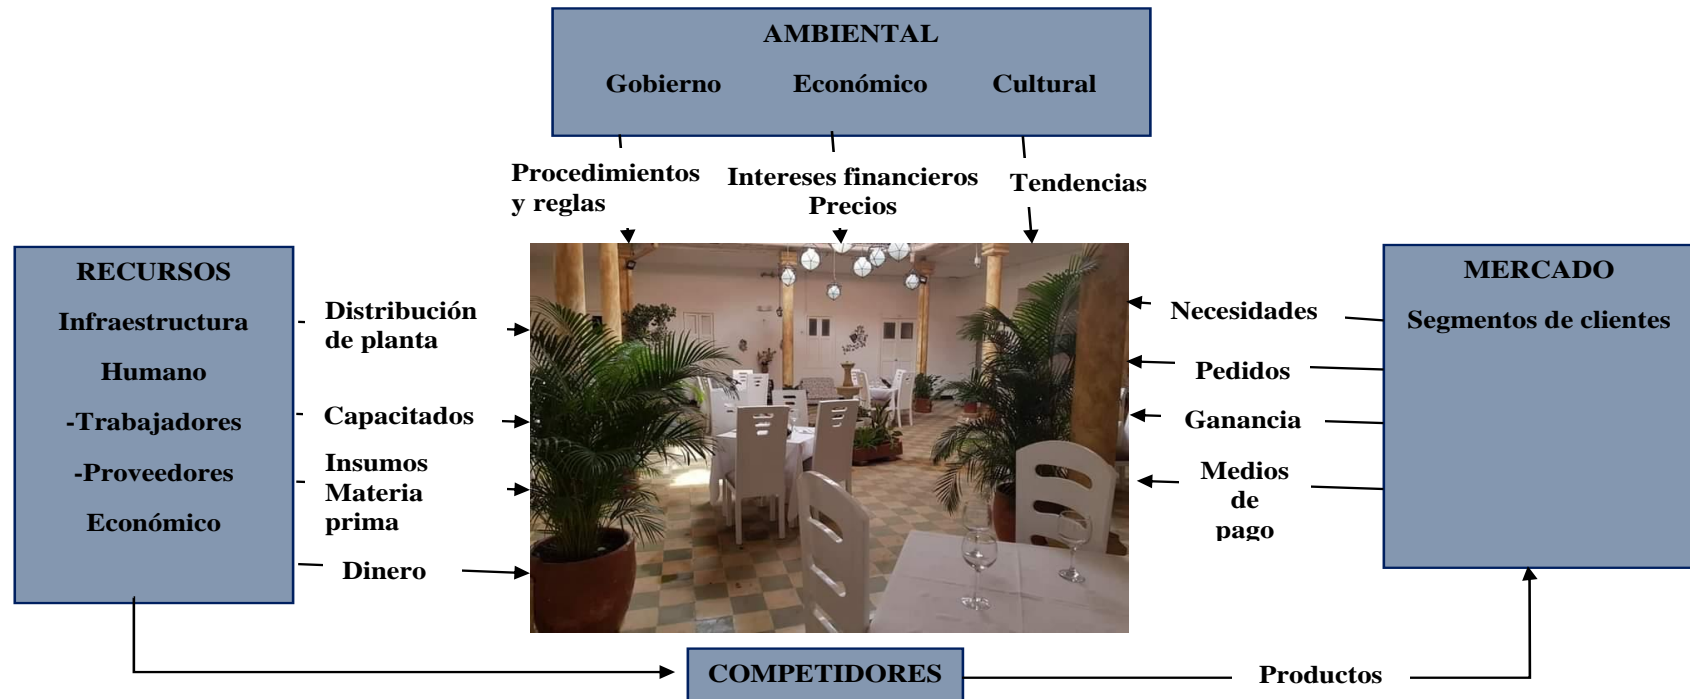 AMBIENTAL
Gobierno Económico Cultural
Procedimientos
y reglas
Intereses financieros
Precios
Tendencias
RECURSOS
Infraestructura
Humano
-Trabajadores
-Proveedores
Económico
Distribución
de planta
Capacitados
Insumos
Materia
prima
Dinero
MERCADO
Segmentos de clientes
Necesidades
Pedidos
Ganancia
Medios
de
pago
COMPETIDORES
Productos